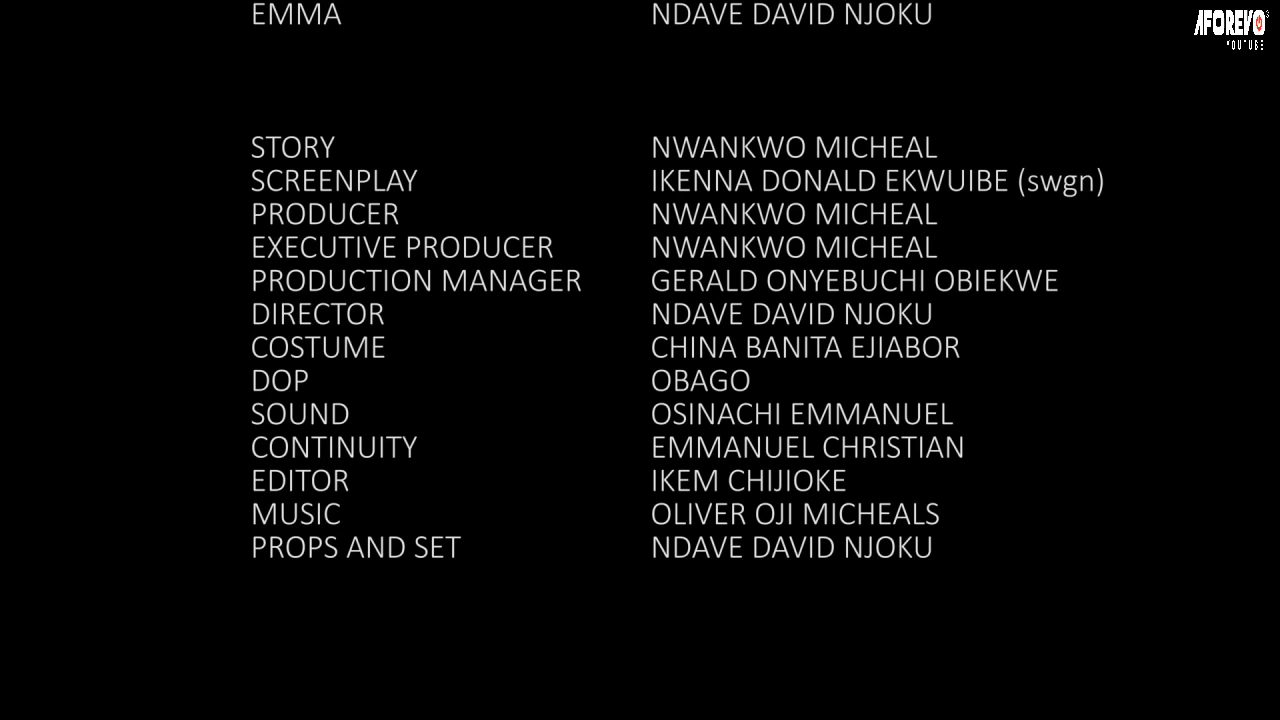 EMMA NDAVE DAVID NJOKU
AFOREVO
YOUTUBE
STORY NWANKWO MICHEAL
SCREENPLAY IKENNA DONALD EKWUIBE (swgn)
PRODUCER NWANKWO MICHEAL
EXECUTIVE PRODUCER NWANKWO MICHEAL
PRODUCTION MANAGER GERALD ONYEBUCHI OBIEKWE
DIRECTOR NDAVE DAVID NJOKU
COSTUME CHINA BANITA EJIABOR
DOP OBAGO
SOUND OSINACHI EMMANUEL
CONTINUITY EMMANUEL CHRISTIAN
EDITOR IKEM CHIJIOKE
MUSIC OLIVER OJI MICHEALS
PROPS AND SET NDAVE DAVID NJOKU